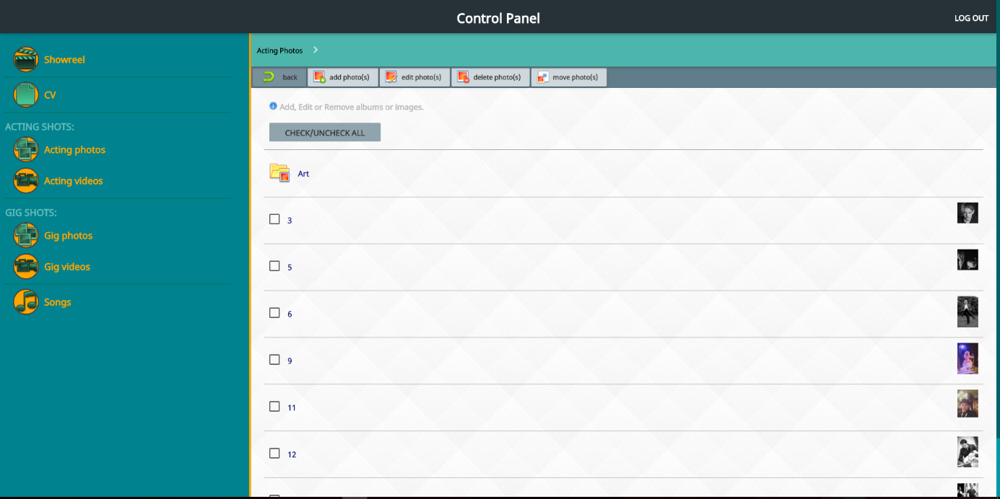 Control Panel
LOG OUT
Showreel
CV
ACTING SHOTS:
Acting photos
Acting videos
GIG SHOTS:
Gig photos
Gig videos
Songs
Acting Photos
back
add photo(s)
edit photo(s)
delete photo(s)
move photo(s)
Add, Edit or Remove albums or images.
CHECK/UNCHECK ALL
Art
3
5
6
9
11
12